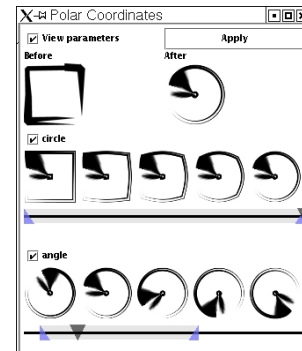 Polar Coordinates
View parameters
Apply
Before
After
circle
angle